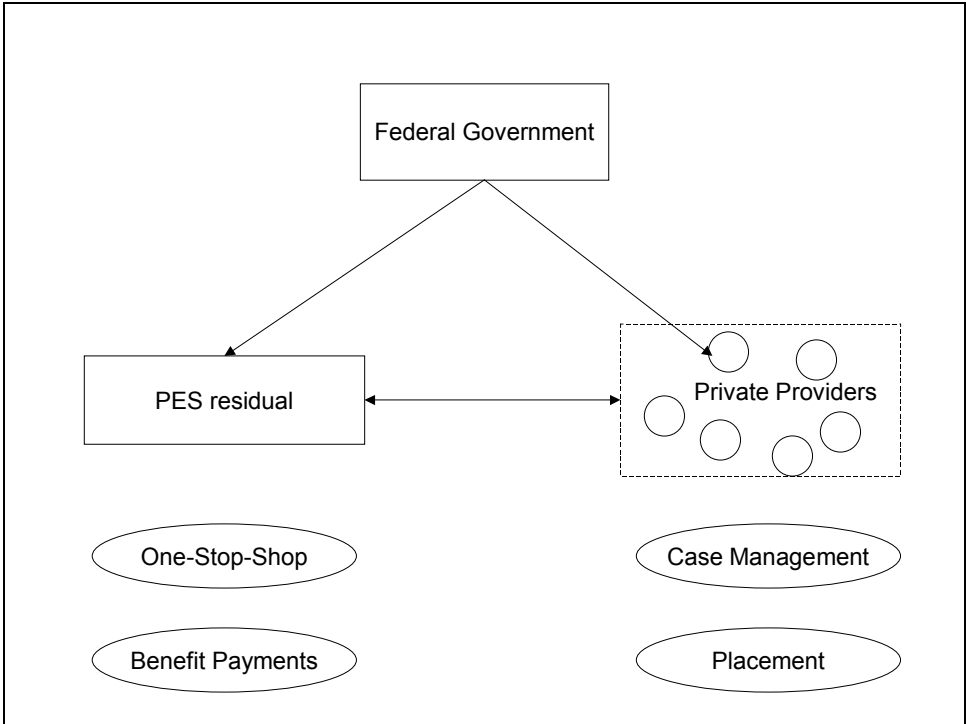 Federal Government
PES residual
Private Providers
One-Stop-Shop
Case Management
Benefit Payments
Placement